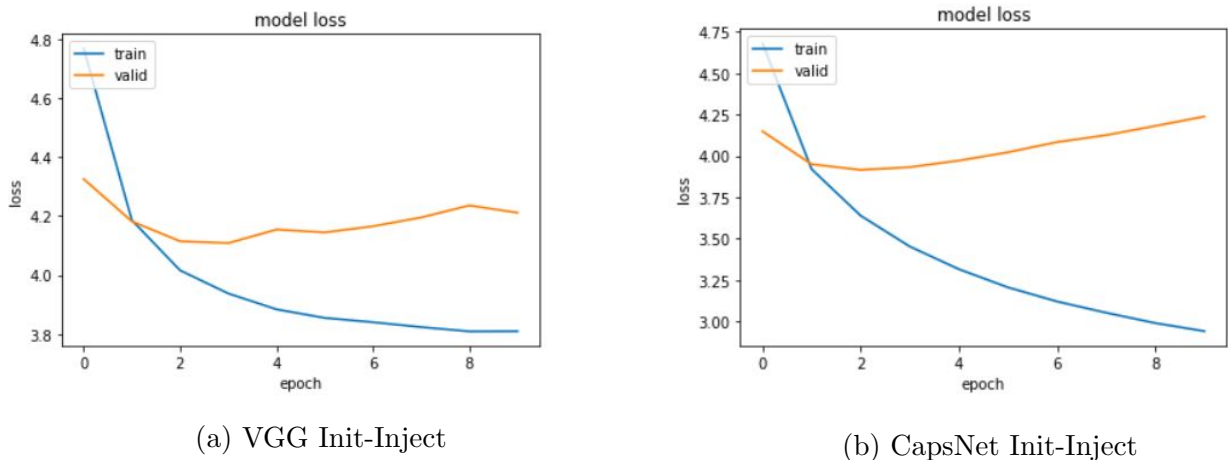 model loss
4.8
4.6
4.4
4.2
4.0
3.8
loss
train
valid
0 2 4 6 8
epoch
(a) VGG Init-Inject
model loss
4.75
4.50
4.25
4.00
3.75
3.50
3.25
3.00
loss
train
valid
0 2 4 6 8
epoch
(b) CapsNet Init-Inject